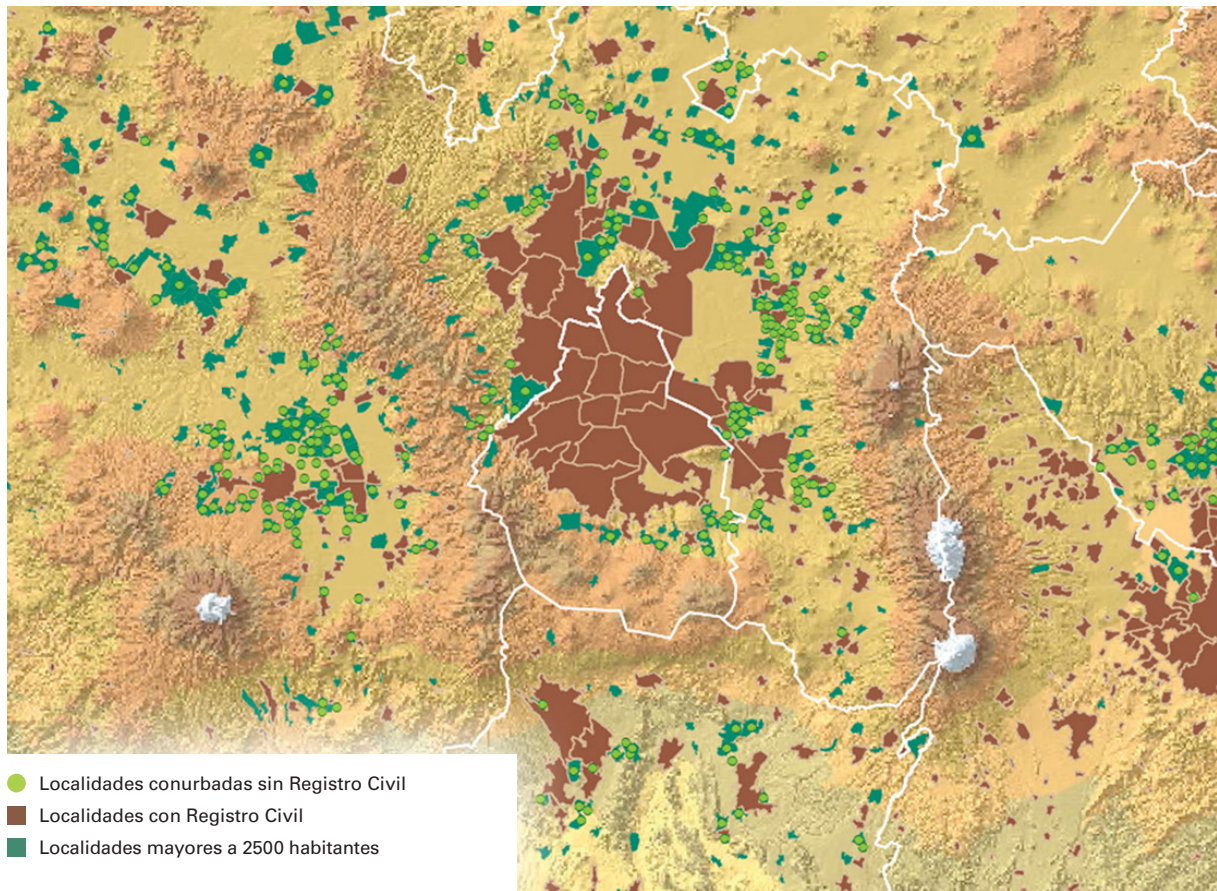 Localidades conurbadas sin Registro Civil
Localidades con Registro Civil
Localidades mayores a 2500 habitantes